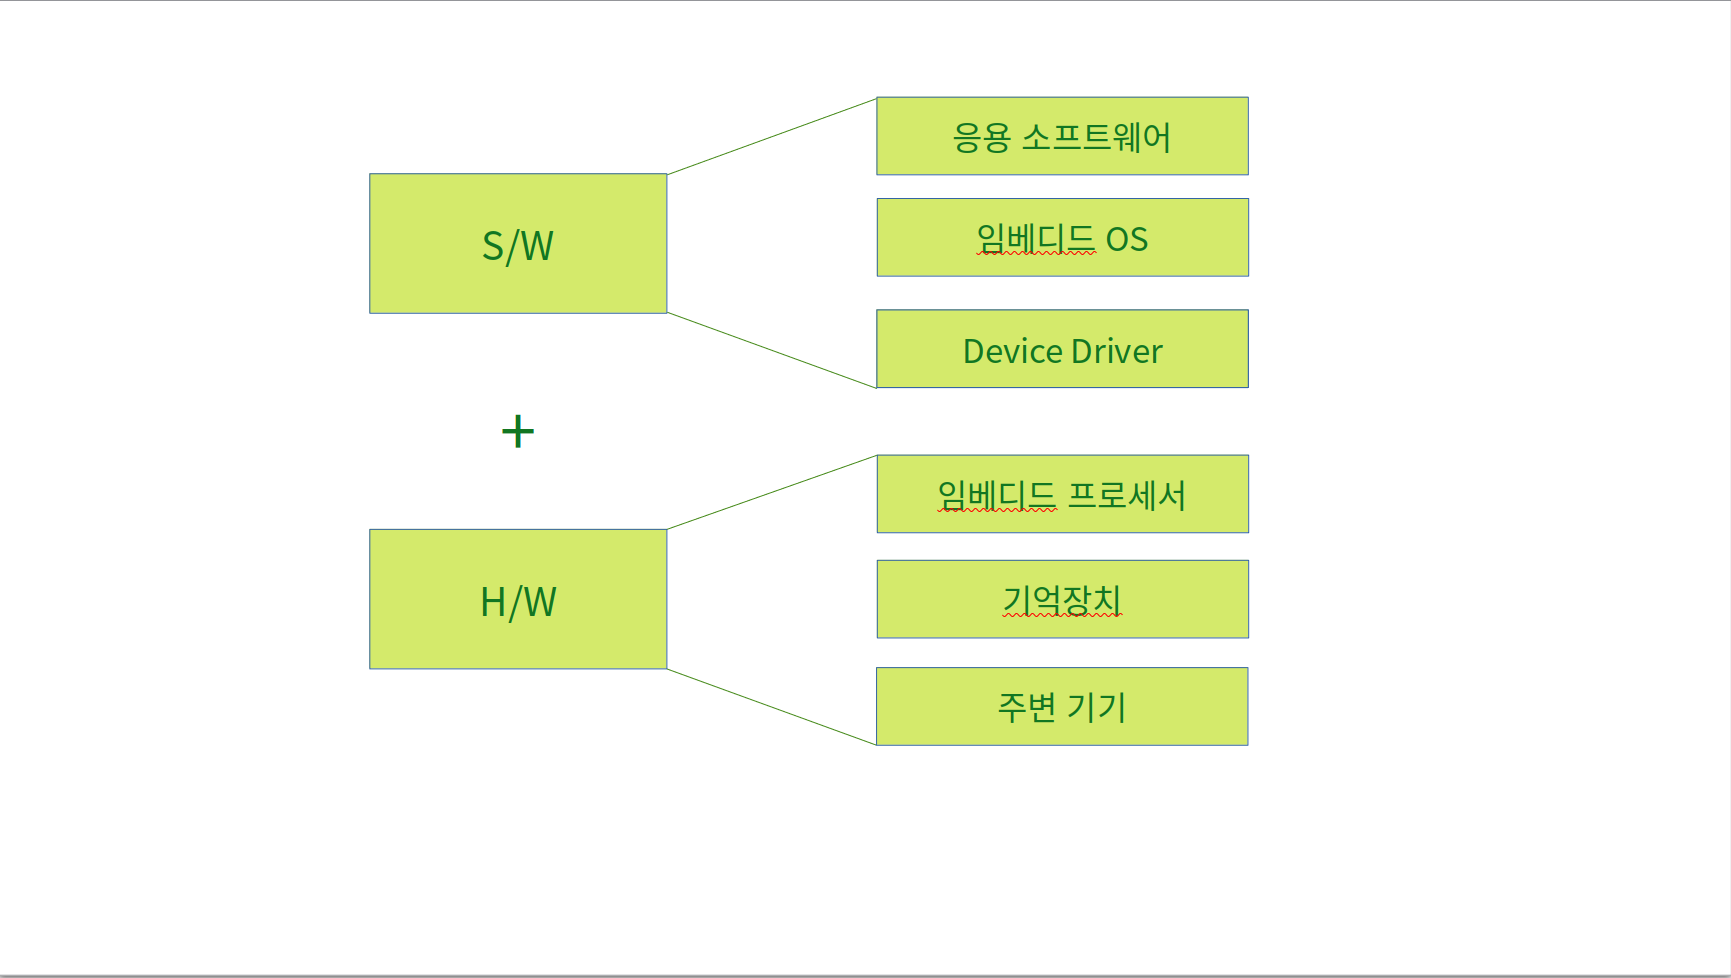 S/W
응용 소프트웨어
임베디드 OS
Device Driver
+
H/W
임베디드 프로세서
기억장치
주변 기기